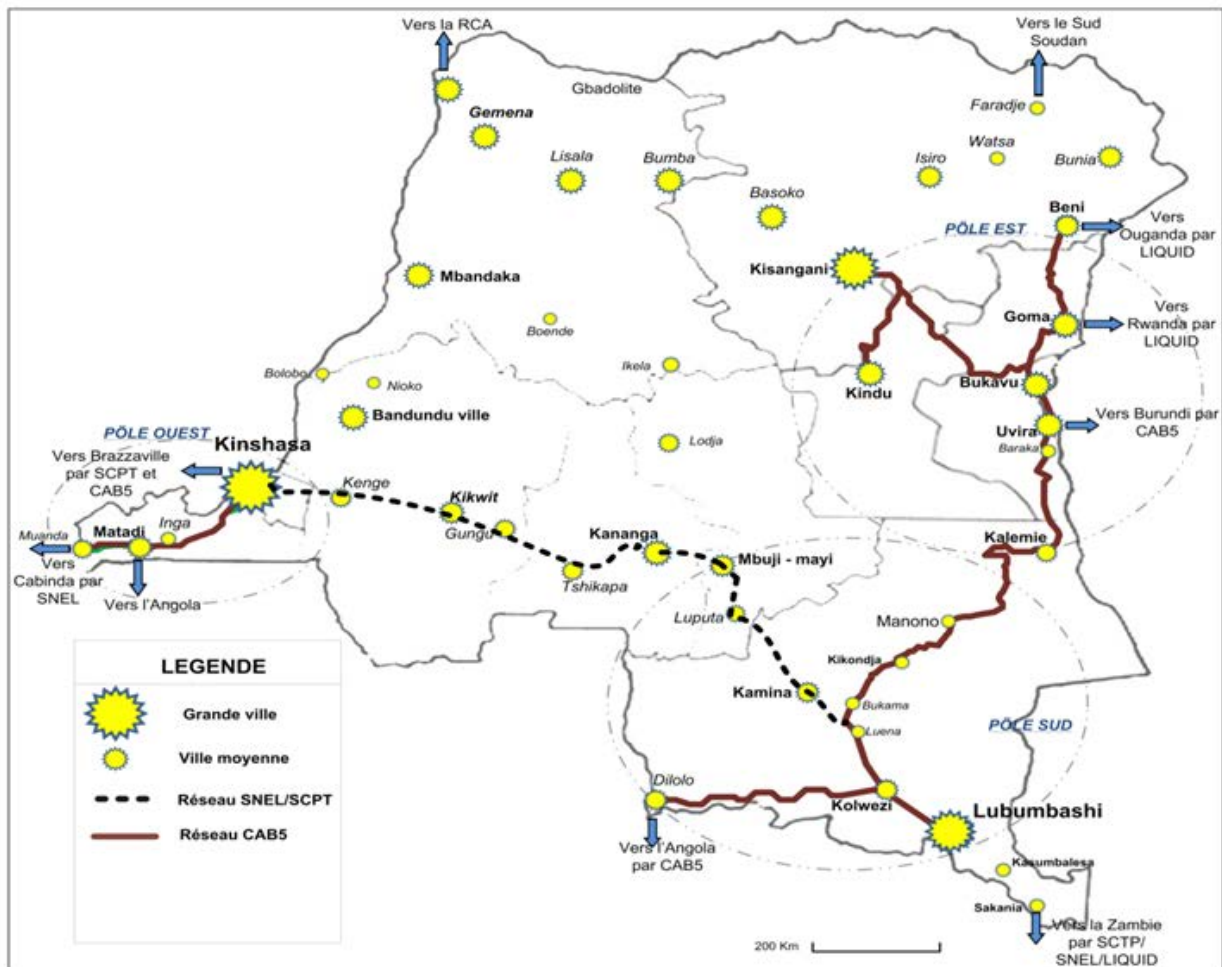 Vers la RCA
Vers le Sud
Soudan
Gbadolite
Faradje
Gemena
Watsa
Lisala
Bumba
Isiro
Bunia
Basoko
Beni
PÔLE EST
Vers
Ouganda par
LIQUID
Kisangani
Mbandaka
Boende
Goma
Vers
Rwanda par
LIQUID
Ikela
Bolobo
Nioko
Kindu
Bukavu
Bandundu ville
Vers Burundi par
CAB5
Uvira
Baraka
PÔLE OUEST
Kinshasa
Lodja
Vers Brazzaville
par SCPT et
CAB5
Kenge
Kikwit
Gungu
Inga
Matadi
Muanda
Kananga
Kalemie
Mbuji - mayi
Tshikapa
Vers
Cabinda par
SNEL
Vers l'Angola
Luputa
Manono
Kikondja
Kamina
Bukama
Luena
PÔLE SUD
LEGENDE
Grande ville
Ville moyenne
Réseau SNEL/SCPT
Réseau CAB5
Dilolo
Kolwezi
Lubumbashi
Vers l'Angola
par CAB5
Kasumbalesa
Sakania
Vers la Zambie
par SCTP/
SNEL/LIQUID
200 Km